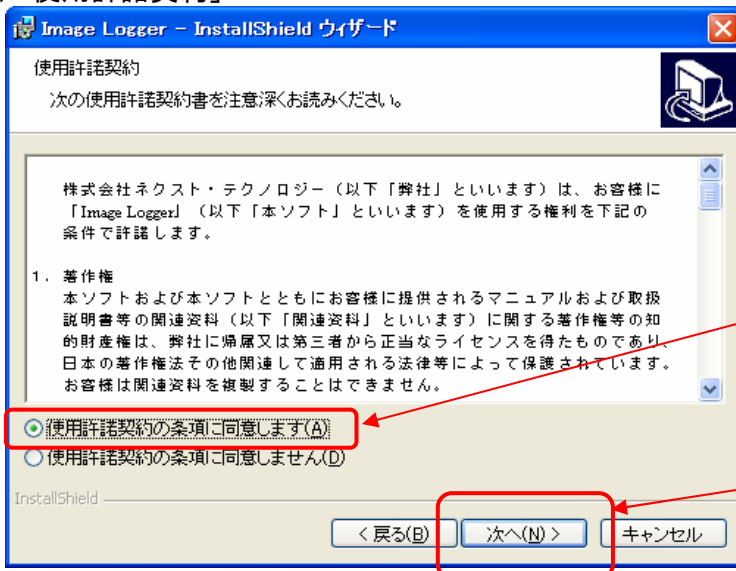 Image Logger - InstallShield ウィザード
使用許諾契約
次の使用許諾契約書を注意深くお読みください。
株式会社ネクスト・テクノロジー（以下「弊社」といいます）は、お客様に
「Image Logger」（以下「本ソフト」といいます）を使用する権利を下記の
条件で許諾します。
1. 著作権
本ソフトおよび本ソフトとともにお客様に提供されるマニュアルおよび取扱
説明書等の関連資料（以下「関連資料」といいます）に関する著作権等の知
的財産権は、弊社に帰属又は第三者から正当なライセンスを得たものであり、
日本の著作権法その他関連して適用される法律等によって保護されています。
お客様は関連資料を複製することはできません。
使用許諾契約の条項に同意します(A)
使用許諾契約の条項に同意しません(D)
InstallShield
< 戻る(B)
次へ(N) >
キャンセル